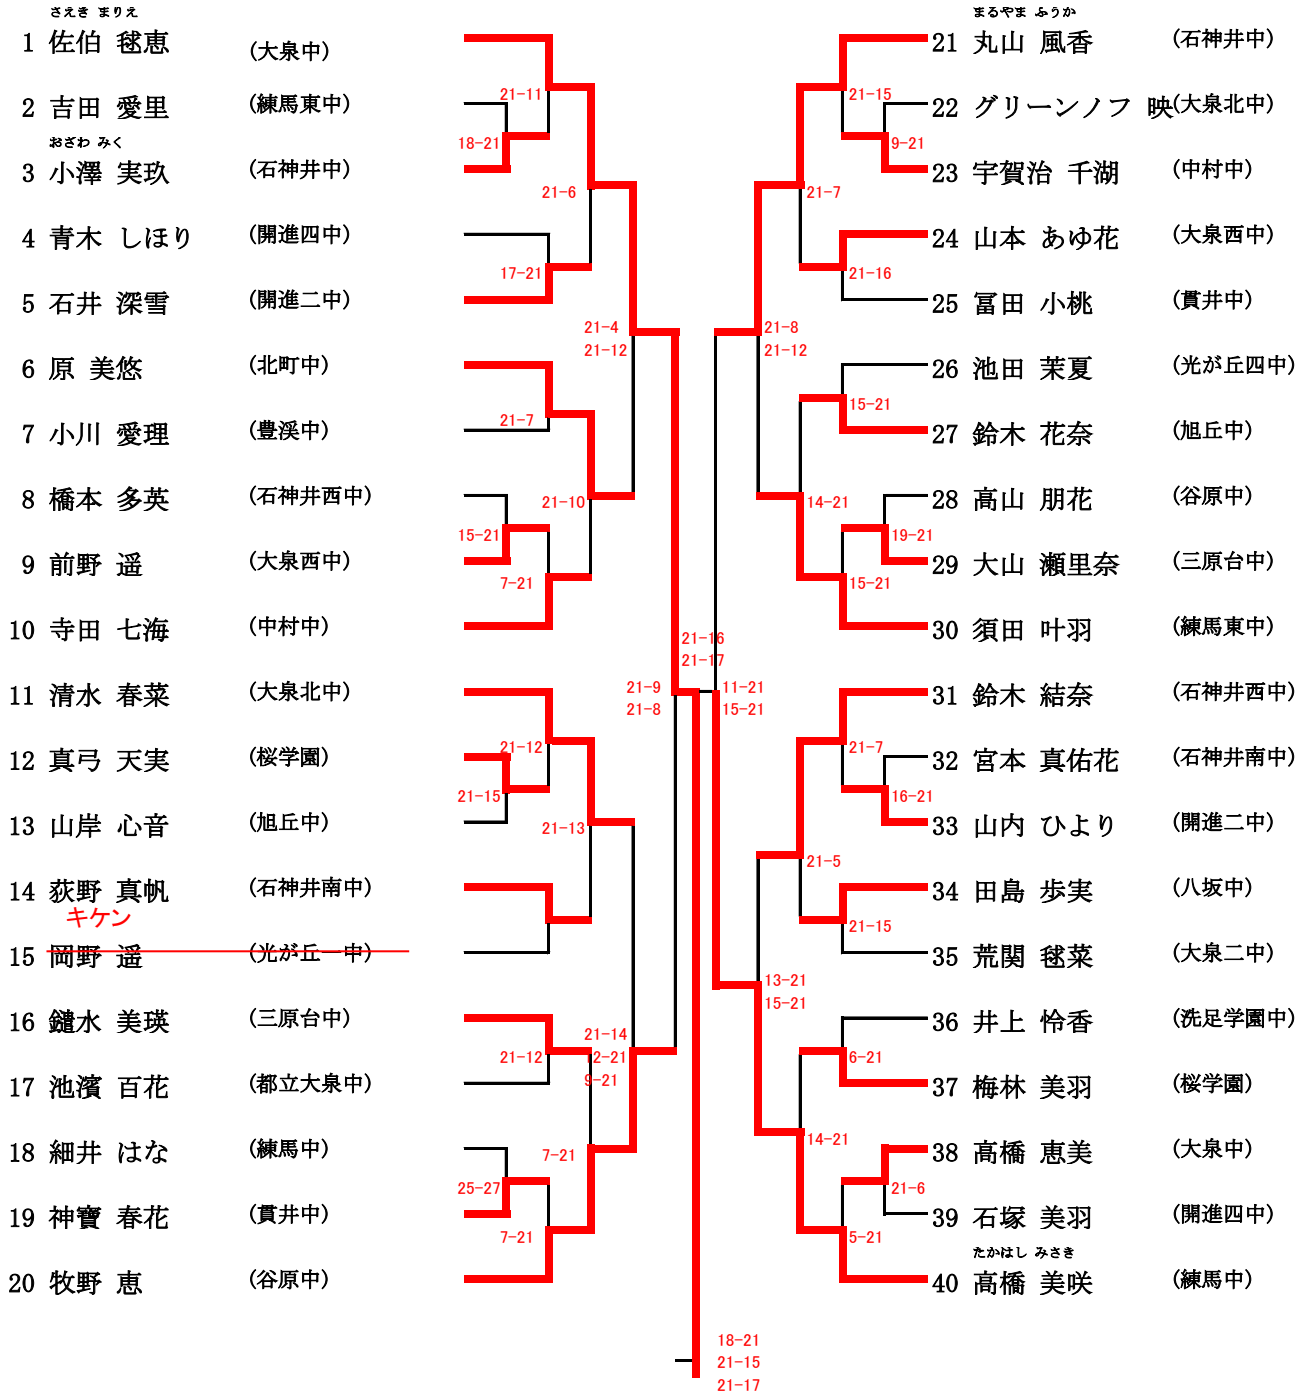 さえき まりえ
1 佐伯 毬恵 (大泉中)
2 吉田 愛里 (練馬東中)
おざわ みく
3 小澤 実玖 (石神井中)
4 青木 しほり (開進四中)
5 石井 深雪 (開進二中)
6 原 美悠 (北町中)
7 小川 愛理 (豊渓中)
8 橋本 多英 (石神井西中)
9 前野 遥 (大泉西中)
10 寺田 七海 (中村中)
11 清水 春菜 (大泉北中)
12 真弓 天実 (桜学園)
13 山岸 心音 (旭丘中)
14 荻野 真帆 (石神井南中)
キケン
15 岡野 遥 (光が丘一中)
16 鑓水 美瑛 (三原台中)
17 池濱 百花 (都立大泉中)
18 細井 はな (練馬中)
19 神寶 春花 (貫井中)
20 牧野 恵 (谷原中)
21-11
18-21
21-6
17-21
21-4
21-12
21-7
21-10
15-21
7-21
21-12
21-15
21-13
21-12
21-14
2-21
9-21
7-21
25-27
7-21
21-9
21-8
21-16
21-17
11-21
15-21
18-21
21-15
21-17
まるやま ふうか
21 丸山 風香 (石神井中)
22 グリーンノフ 映 (大泉北中)
23 宇賀治 千湖 (中村中)
24 山本 あゆ花 (大泉西中)
25 冨田 小桃 (貫井中)
26 池田 茉夏 (光が丘四中)
27 鈴木 花奈 (旭丘中)
28 髙山 朋花 (谷原中)
29 大山 瀬里奈 (三原台中)
30 須田 叶羽 (練馬東中)
31 鈴木 結奈 (石神井西中)
32 宮本 真佑花 (石神井南中)
33 山内 ひより (開進二中)
34 田島 歩実 (八坂中)
35 荒関 毬菜 (大泉二中)
36 井上 怜香 (洗足学園中)
37 梅林 美羽 (桜学園)
38 髙橋 恵美 (大泉中)
39 石塚 美羽 (開進四中)
たかはし みさき
40 髙橋 美咲 (練馬中)
21-15
9-21
21-7
21-16
21-8
21-12
15-21
14-21
19-21
15-21
21-7
16-21
21-5
21-15
13-21
15-21
6-21
14-21
21-6
5-21